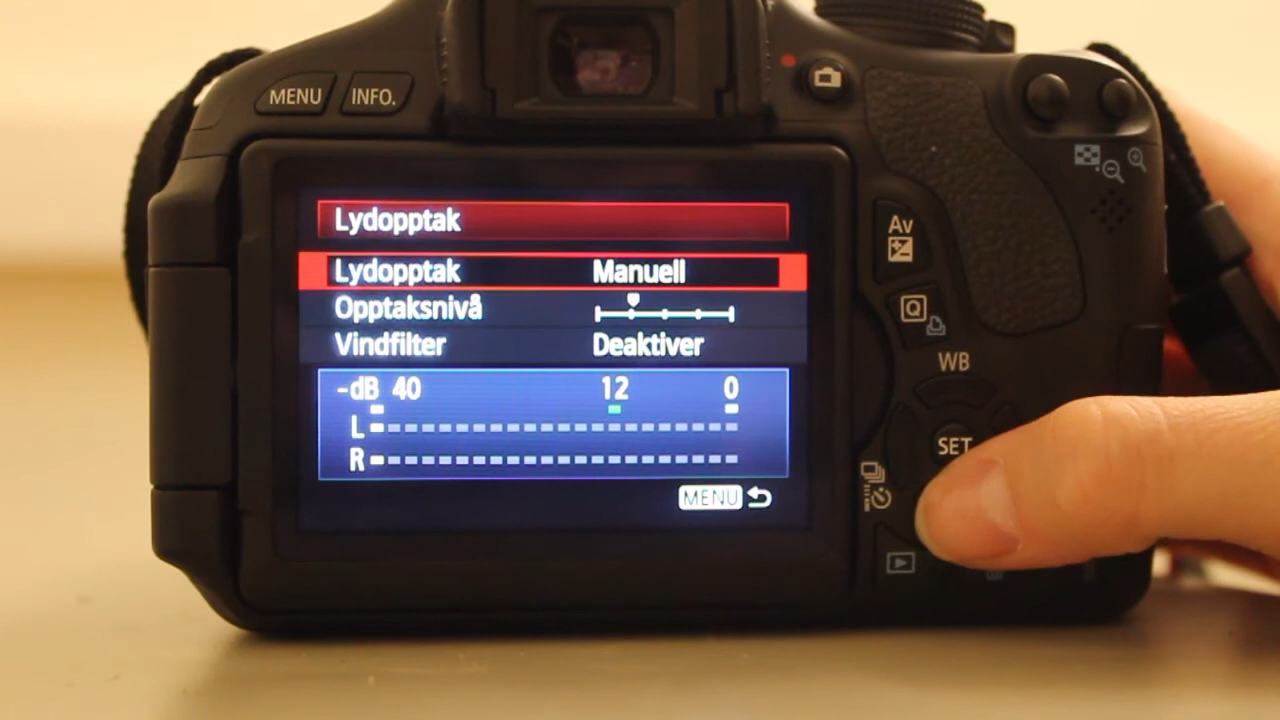 MENU INFO.
Lydopptak
Lydopptak Manuell
Opptaksnivå
Vindfilter Deaktiver
-dB 40 12 0
L
R
MENU
Av
Q
WB
SET